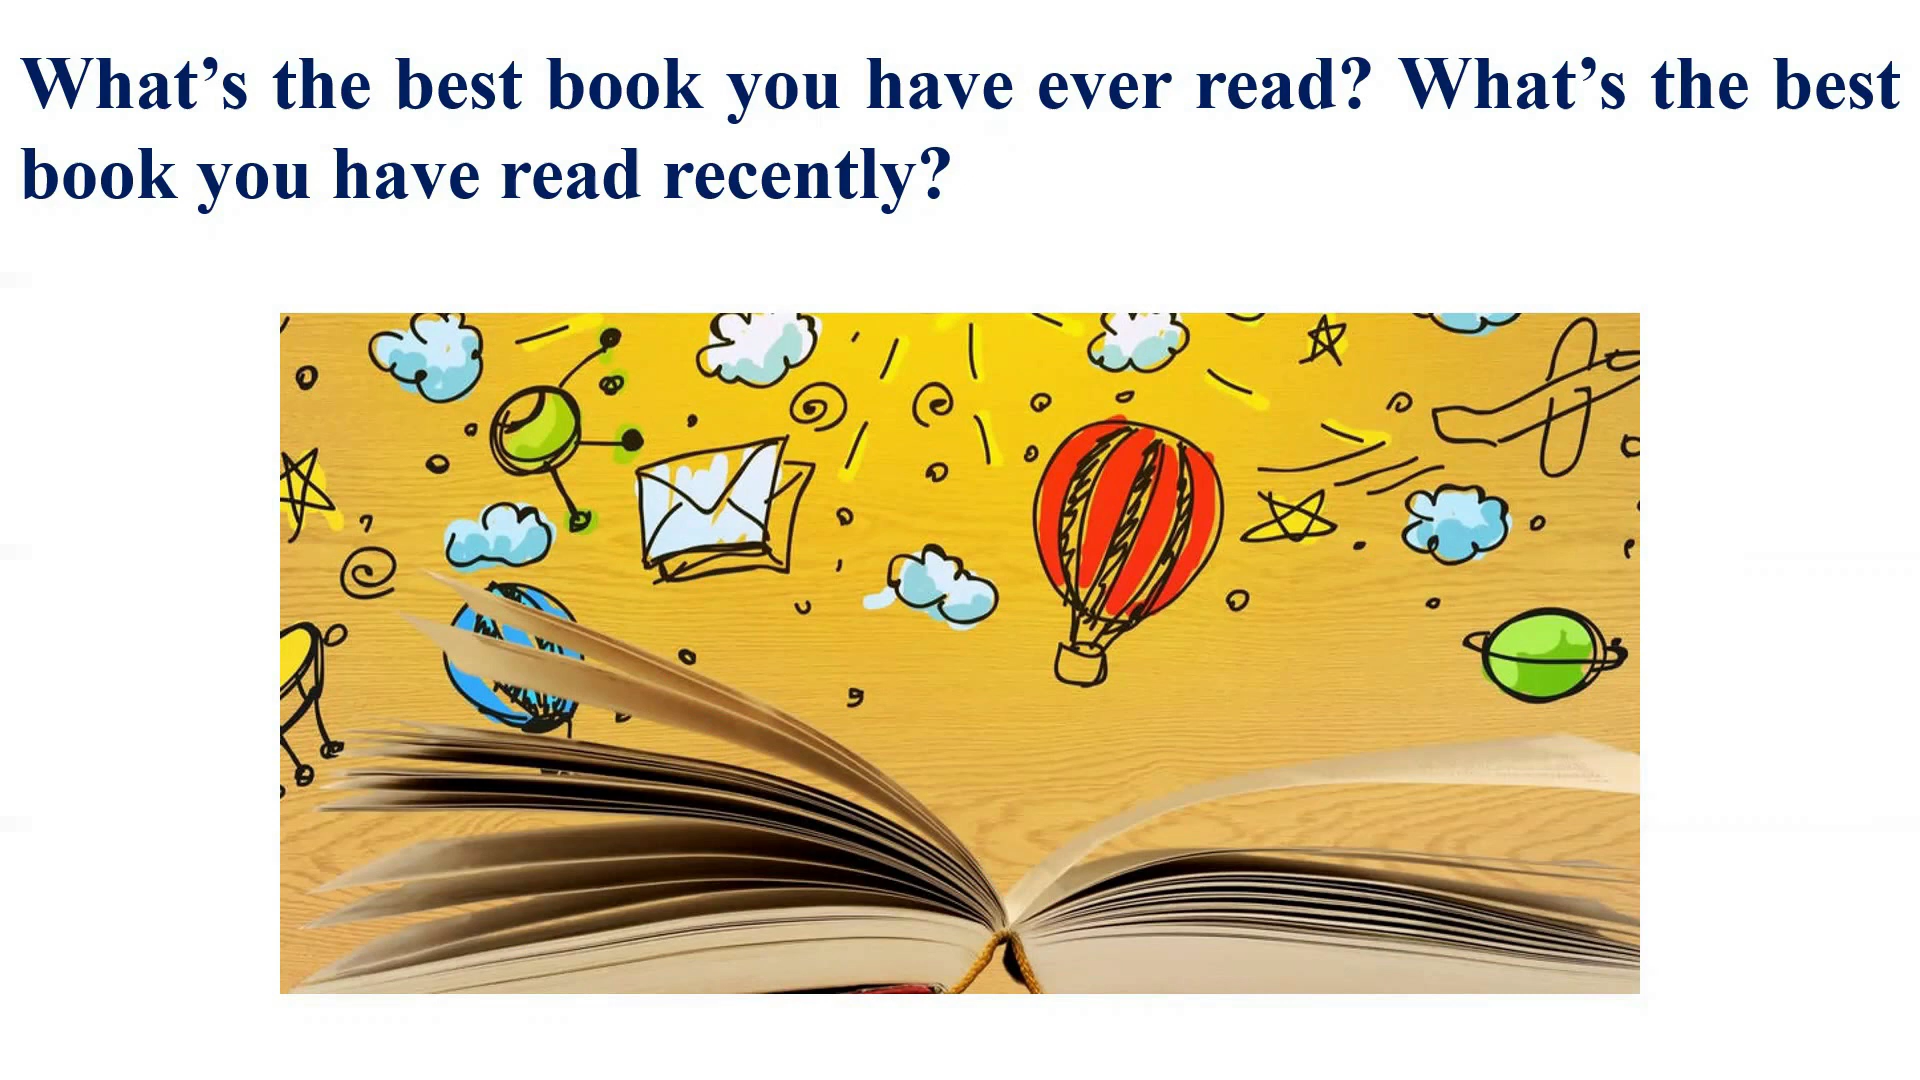 What’s the best book you have ever read? What’s the best
book you have read recently?